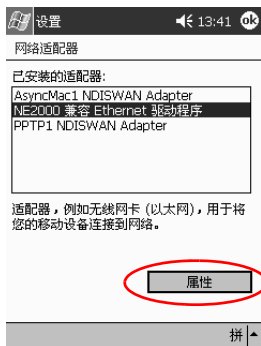 设置 13:41 ok
网络适配器
已安装的适配器:
AsyncMac1 NDISWAN Adapter
NE2000 兼容 Ethernet 驱动程序
PPTP1 NDISWAN Adapter
适配器，例如无线网卡 (以太网)，用于将
您的移动设备连接到网络。
属性
拼